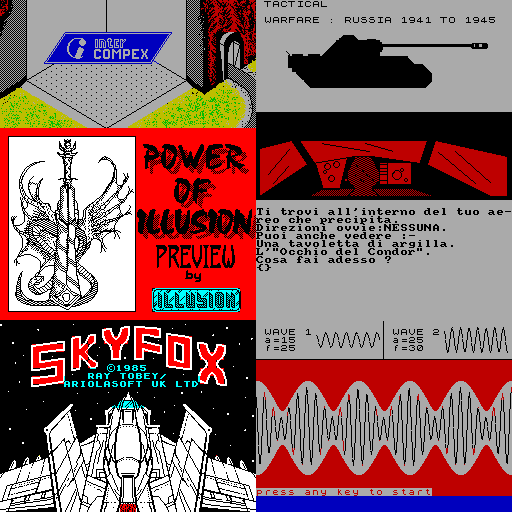 inter
COMPEX
TACTICAL
WARFARE : RUSSIA 1941 TO 1945
POWER
OF
ILLUSION
PREVIEW
by
ILLUSION
Ti trovi all'interno del tuo ae-
reo che precipita.
Direzioni ovvie:NESSUNA.
Puoi anche vedere :-
Una tavoletta di argilla.
L'"Occhio del Condor".
Cosa fai adesso ?
{}
SKYFOX
©1985
RAY TOBEY/
ARIOLASOFT UK LTD
WAVE 1
a=15
f=25
WAVE 2
a=25
f=30
press any key to start